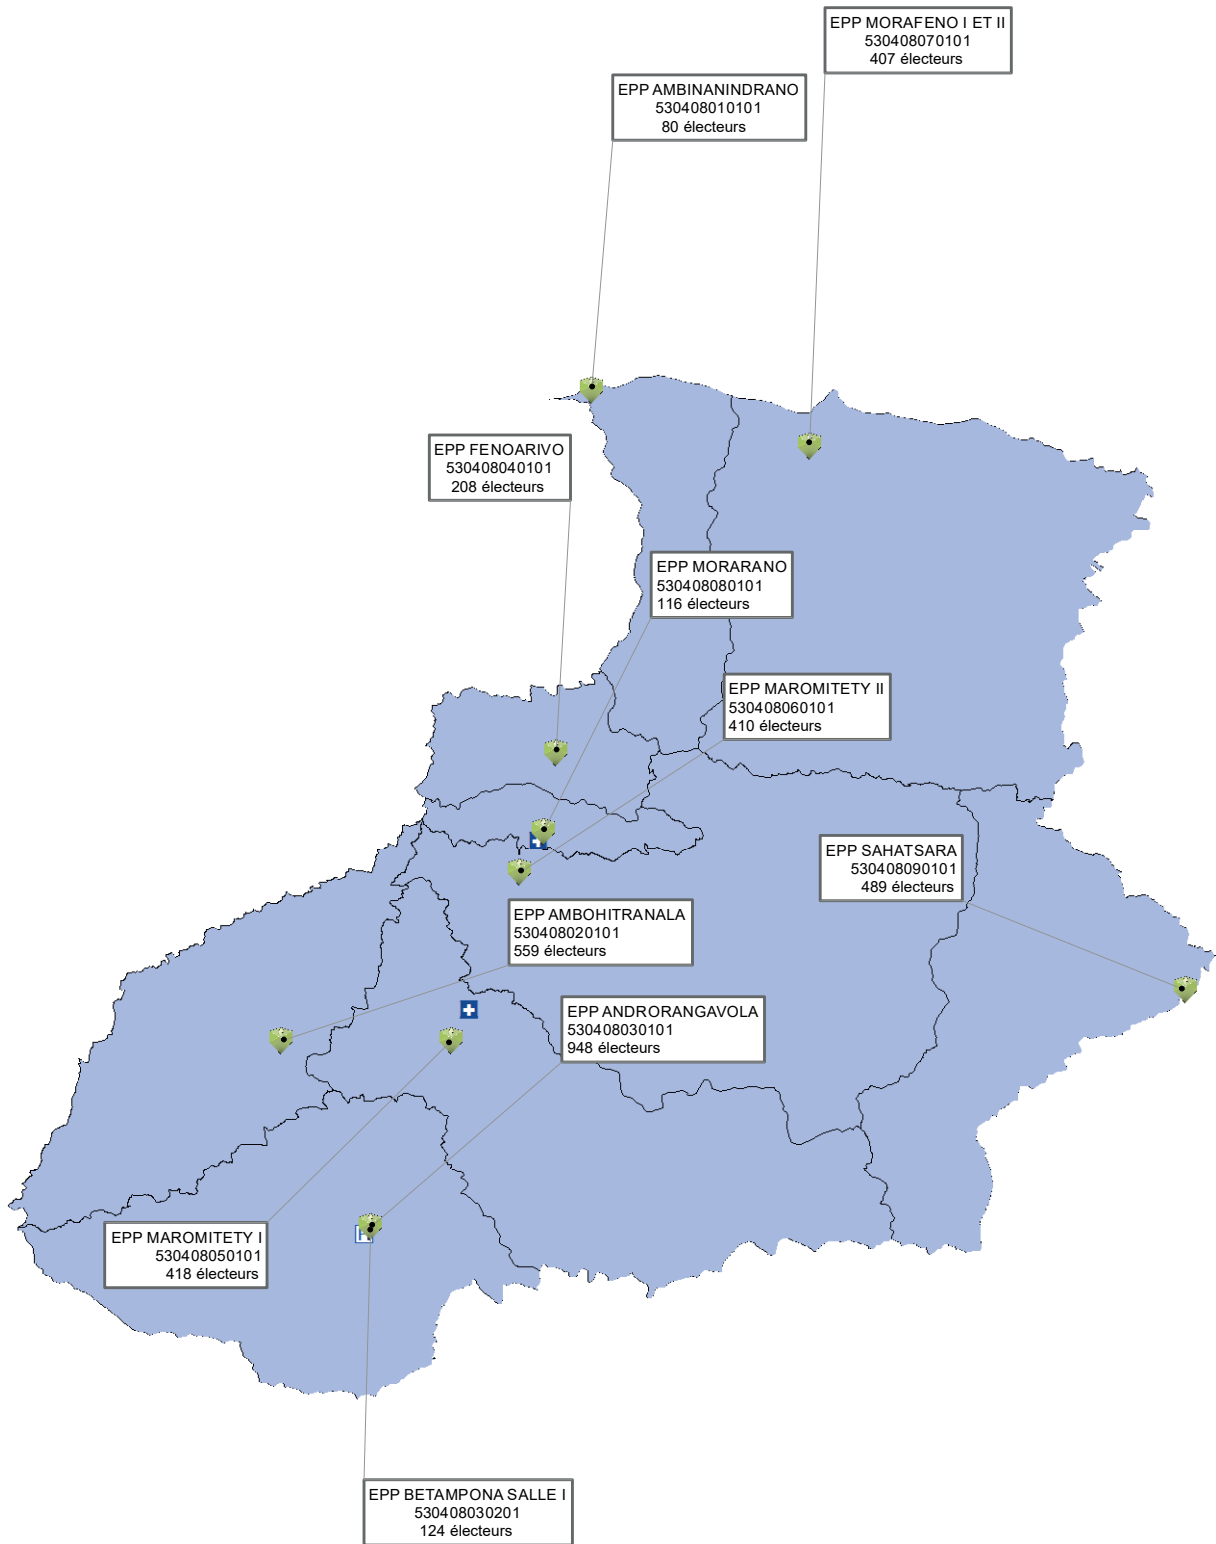 EPP MORAFENO I ET II
530408070101
407 électeurs
EPP AMBINANINDRANO
530408010101
80 électeurs
EPP FENOARIVO
530408040101
208 électeurs
EPP MORARANO
530408080101
116 électeurs
EPP MAROMITETY II
530408060101
410 électeurs
EPP SAHATSARA
530408090101
489 électeurs
EPP AMBOHITRANALA
530408020101
559 électeurs
EPP ANDRORANGAVOLA
530408030101
948 électeurs
EPP MAROMITETY I
530408050101
418 électeurs
H
EPP BETAMPONA SALLE I
530408030201
124 électeurs